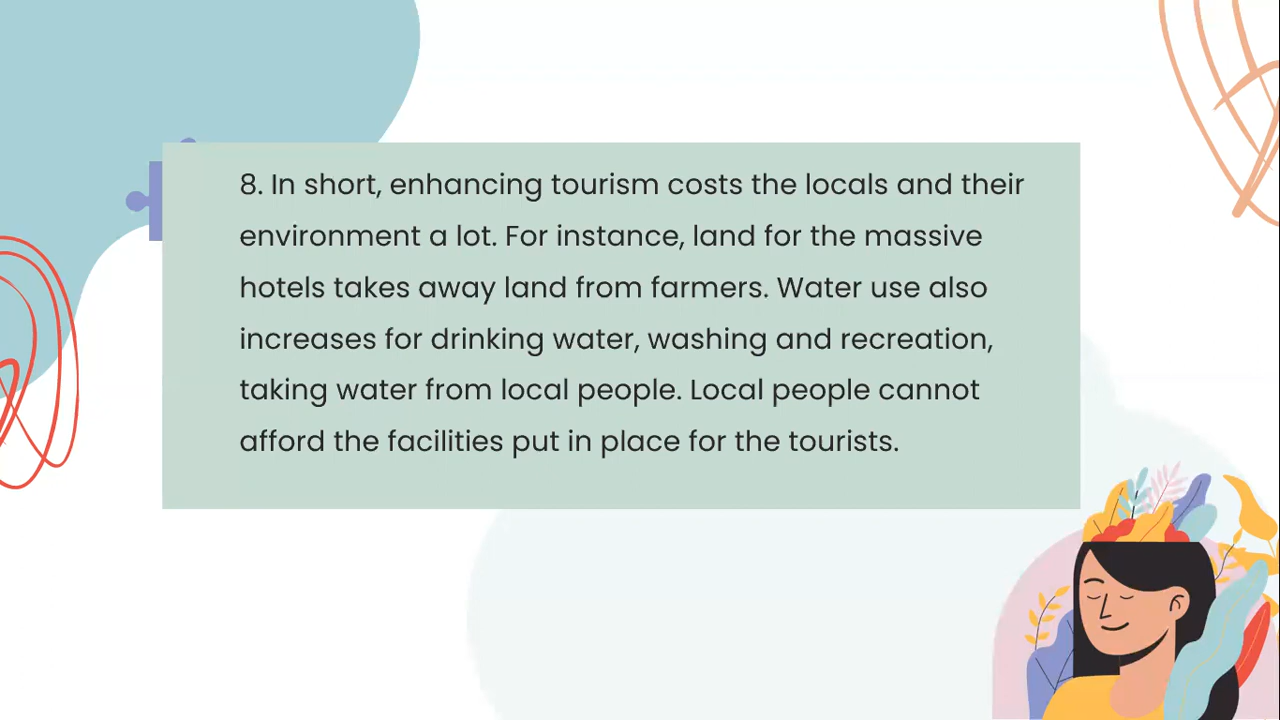 8. In short, enhancing tourism costs the locals and their
environment a lot. For instance, land for the massive
hotels takes away land from farmers. Water use also
increases for drinking water, washing and recreation,
taking water from local people. Local people cannot
afford the facilities put in place for the tourists.